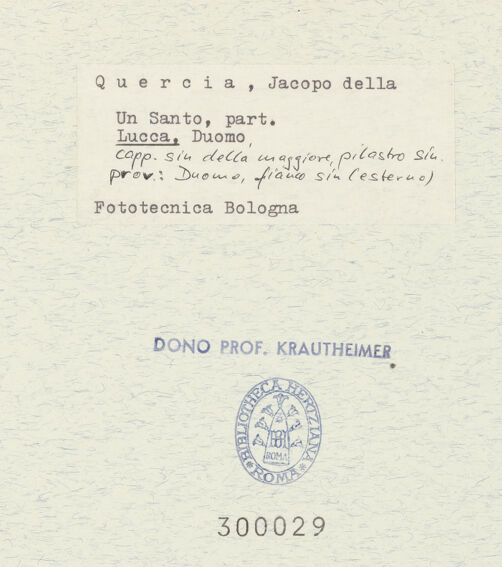 Quercia, Jacopo della
Un Santo, part.
Lucca, Duomo,
capp. sin della maggiore, pilastro sin.
prov.: Duomo, fianco sin (esterno)
Fototecnica Bologna
DONO PROF. KRAUTHEIMER
BIBLIOTHECA HERTZIANA
ROMA
ROMA
300029